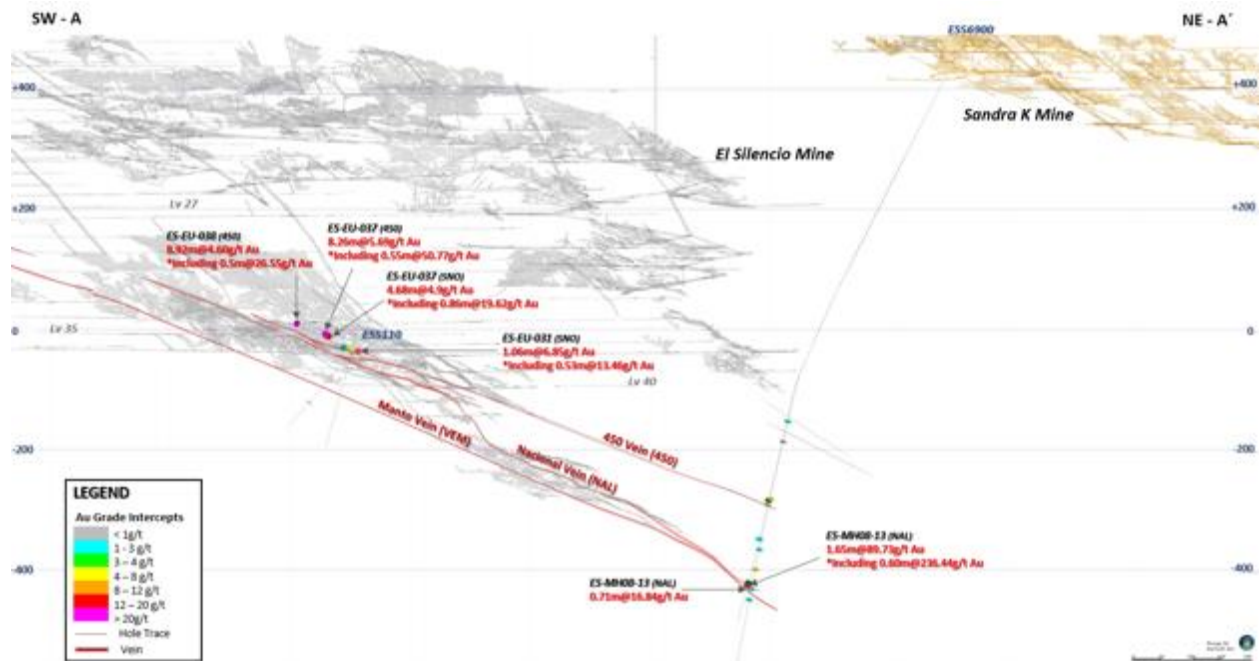 SW - A
NE - A'
ESS6900
+400
+400
Sandra K Mine
El Silencio Mine
Lv 27
+200
+200
ES-EU-038 (450)
8.92m@4.60g/t Au
*Including 0.5m@26.55g/t Au
ES-EU-037 (450)
8.26m@5.69g/t Au
*Including 0.55m@50.77g/t Au
ES-EU-037 (SNO)
4.68m@4.9g/t Au
*Including 0.86m@19.62g/t Au
0
Lv 35
ESS110
0
ES-EU-031 (SNO)
1.06m@6.85g/t Au
*Including 0.53m@13.46g/t Au
Lv 40
Manto Vein (VEM)
Nacional Vein (NAL)
450 Vein (450)
-200
-200
LEGEND
Au Grade Intercepts
< 1g/t
1 - 3 g/t
3 – 4 g/t
4 – 8 g/t
8 – 12 g/t
12 – 20 g/t
> 20g/t
Hole Trace
Vein
ES-MH08-13 (NAL)
1.65m@89.73g/t Au
*Including 0.60m@236.44g/t Au
-400
-400
ES-MH08-13 (NAL)
0.71m@16.84g/t Au